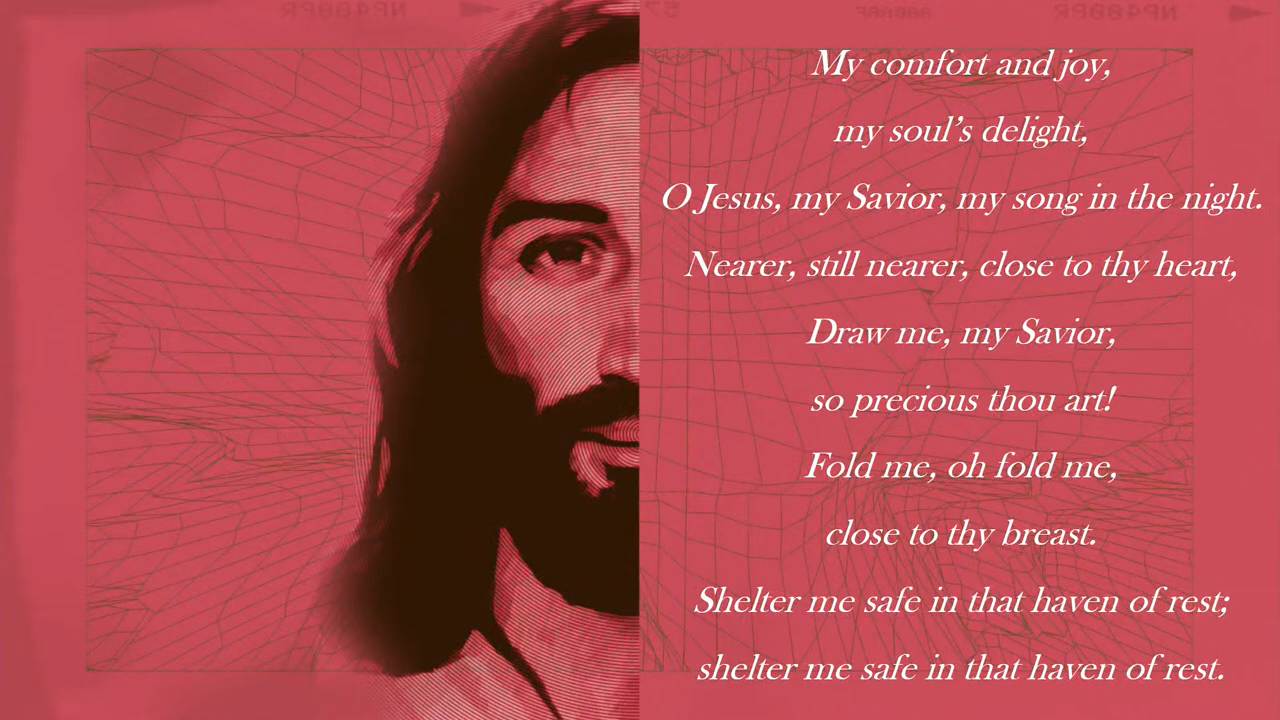 My comfort and joy,
my soul’s delight,
O Jesus, my Savior, my song in the night.
Nearer, still nearer, close to thy heart,
Draw me, my Savior,
so precious thou art!
Fold me, oh fold me,
close to thy breast.
Shelter me safe in that haven of rest;
shelter me safe in that haven of rest.